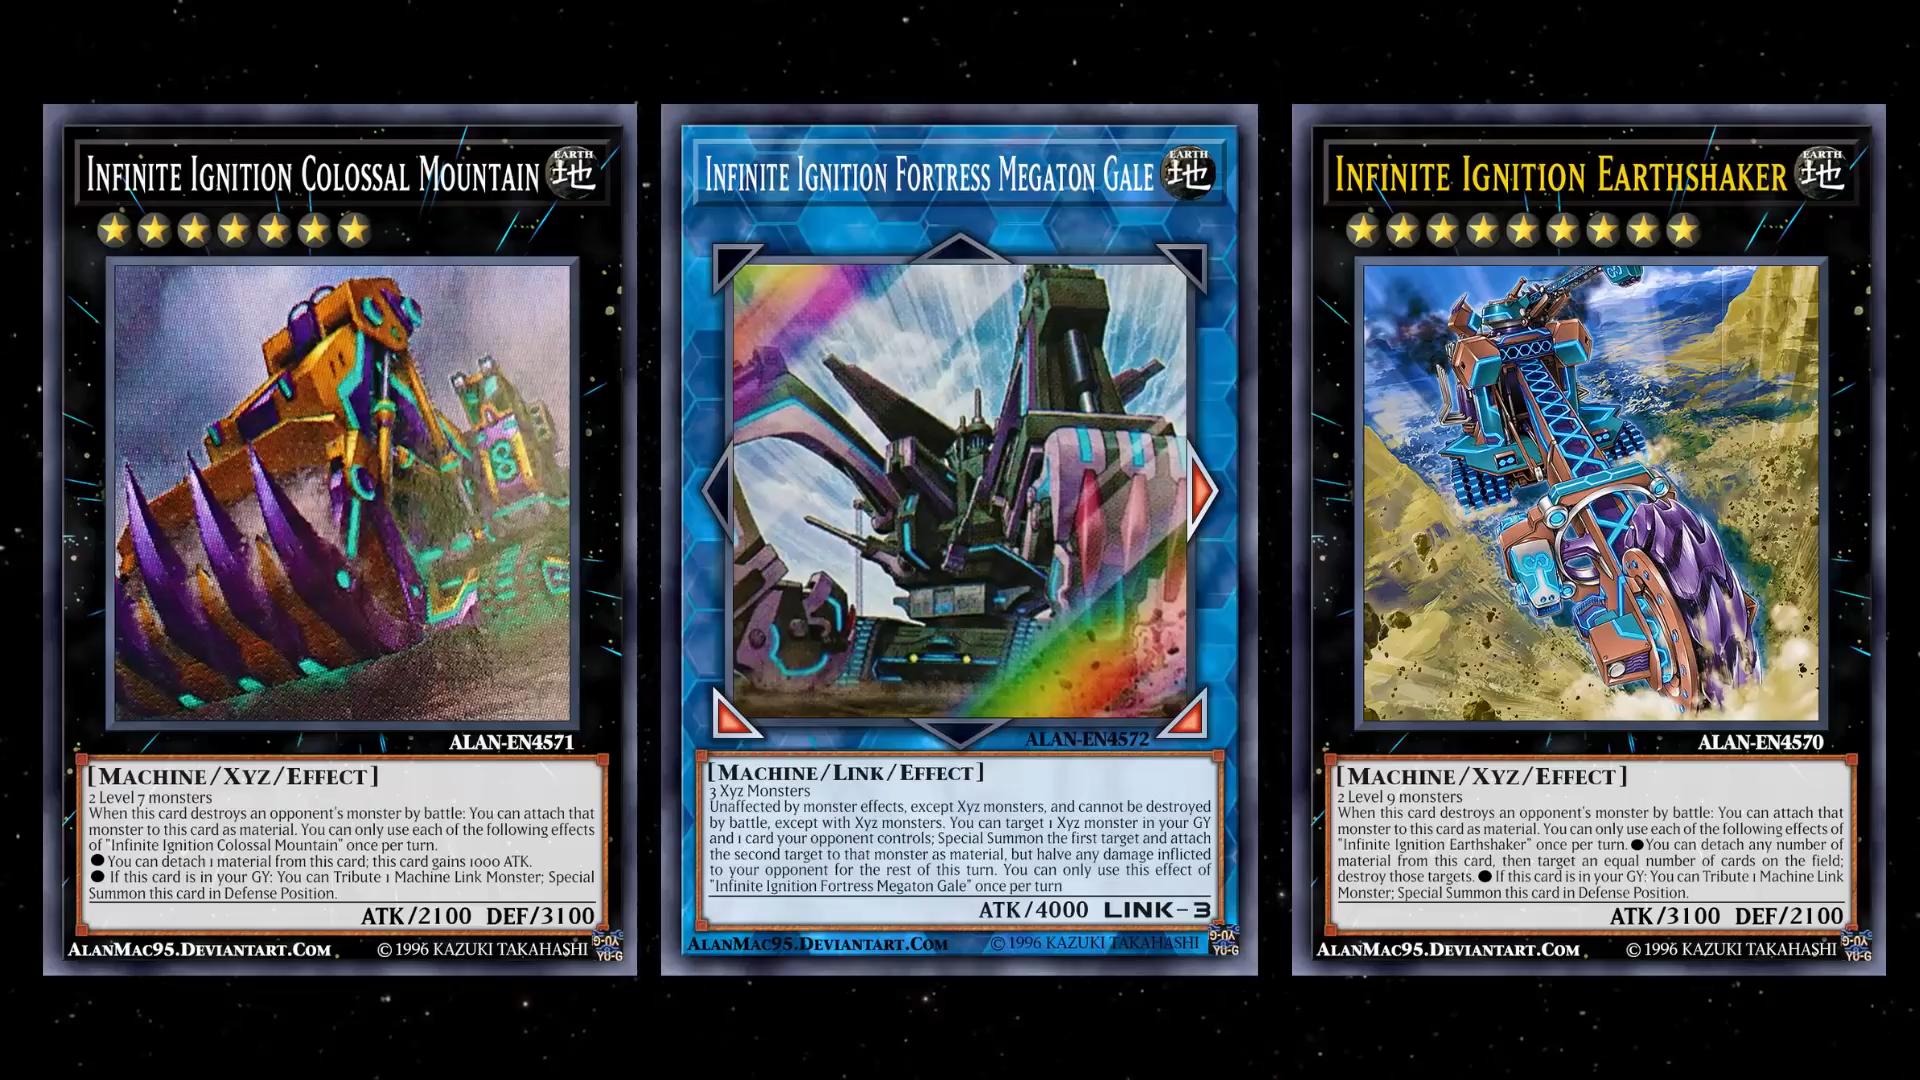 INFINITE IGNITION COLOSSAL MOUNTAIN
EARTH
地
8
ALAN-EN4571
[MACHINE/XYZ/EFFECT]
2 Level 7 monsters
When this card destroys an opponent's monster by battle: You can attach that
monster to this card as material. You can only use each of the following effects
of "Infinite Ignition Colossal Mountain" once per turn.
● You can detach 1 material from this card; this card gains 1000 ATK.
● If this card is in your GY: You can Tribute 1 Machine Link Monster; Special
Summon this card in Defense Position.
ATK/2100 DEF/3100
ALANMAC95.DEVIANTART.COM
© 1996 KAZUKI TAKAHASHI
INFINITE IGNITION FORTRESS MEGATON GALE
EARTH
地
ALAN-EN4572
[MACHINE/LINK/EFFECT]
3 Xyz Monsters
Unaffected by monster effects, except Xyz monsters, and cannot be destroyed
by battle, except with Xyz monsters. You can target 1 Xyz monster in your GY
and 1 card your opponent controls; Special Summon the first target and attach
the second target to that monster as material, but halve any damage inflicted
to your opponent for the rest of this turn. You can only use this effect of
"Infinite Ignition Fortress Megaton Gale" once per turn
ATK/4000 LINK-3
ALANMAC95.DEVIANTART.COM
© 1996 KAZUKI TAKAHASHI
INFINITE IGNITION EARTHSHAKER
EARTH
地
ALAN-EN4570
[MACHINE/XYZ/EFFECT]
2 Level 9 monsters
When this card destroys an opponent's monster by battle: You can attach that
monster to this card as material. You can only use each of the following effects of
"Infinite Ignition Earthshaker" once per turn. ●You can detach any number of
material from this card, then target an equal number of cards on the field;
destroy those targets. ● If this card is in your GY: You can Tribute 1 Machine Link
Monster; Special Summon this card in Defense Position.
ATK/3100 DEF/2100
ALANMAC95.DEVIANTART.COM
© 1996 KAZUKI TAKAHASHI